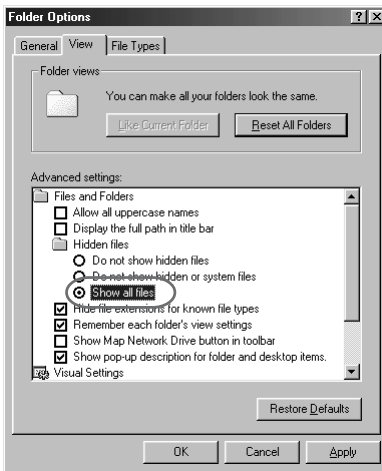 Folder Options
General View File Types
Folder views
You can make all your folders look the same.
Like Current Folder Reset All Folders
Advanced settings:
Files and Folders
Allow all uppercase names
Display the full path in title bar
Hidden files
Do not show hidden files
Do not show hidden or system files
Show all files
Hide file extensions for known file types
Remember each folder's view settings
Show Map Network Drive button in toolbar
Show pop-up description for folder and desktop items.
Visual Settings
Restore Defaults
OK Cancel Apply